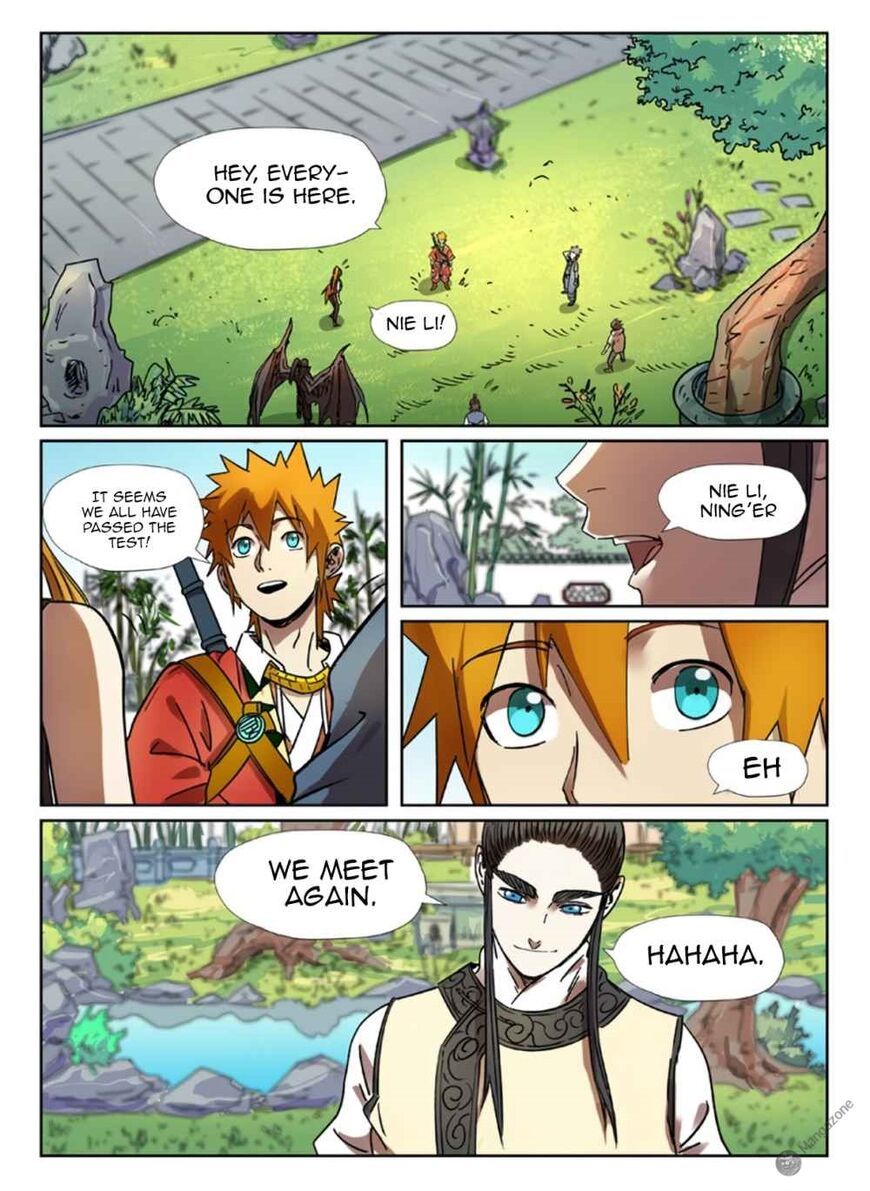 HEY, EVERY-
ONE IS HERE.
NIE LI!
IT SEEMS
WE ALL HAVE
PASSED THE
TEST!
NIE LI,
NING'ER
EH
WE MEET
AGAIN.
HAHAHA.
Mangazone